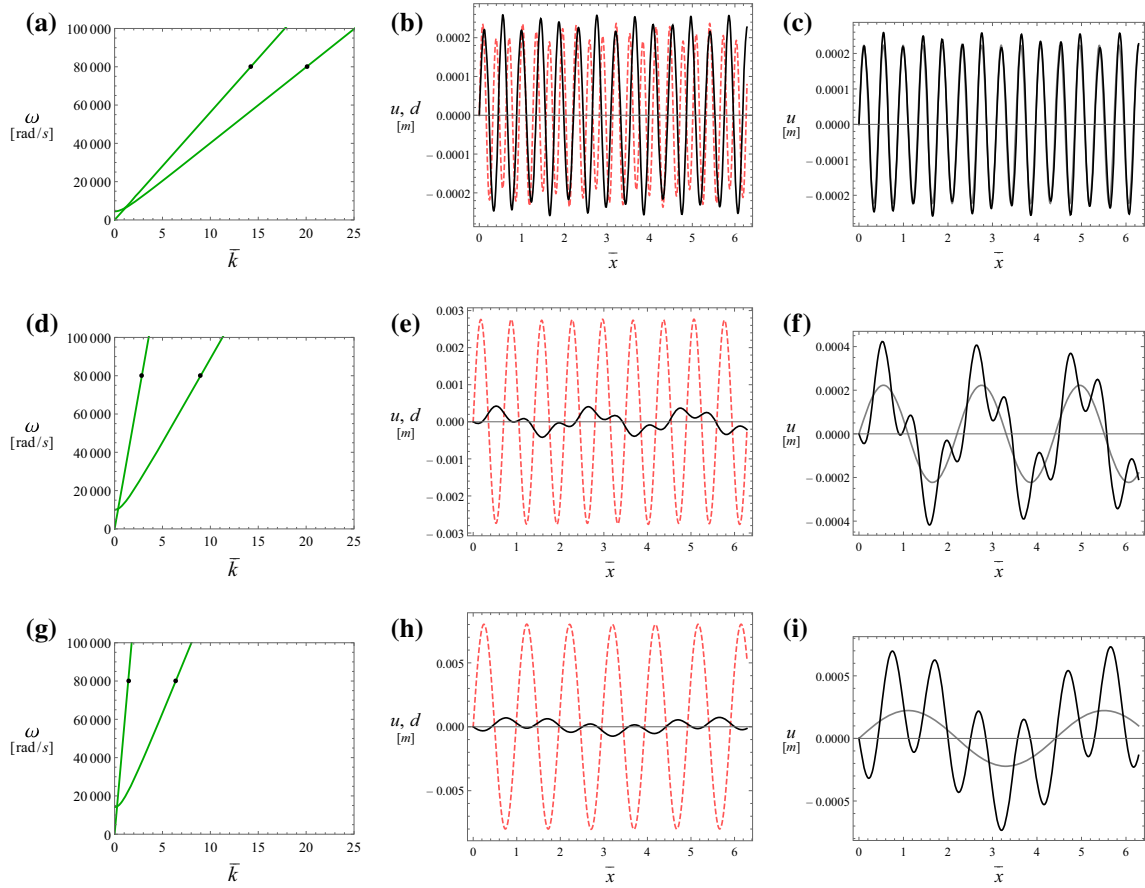 (a)
100 000
80 000
60 000
40 000
20 000
0
ω
[rad/s]
0 5 10 15 20 25
k̅
(b)
0.0002
0.0001
0.0000
−0.0001
−0.0002
u, d
[m]
0 1 2 3 4 5 6
x̅
(c)
0.0002
0.0001
0.0000
−0.0001
−0.0002
u
[m]
0 1 2 3 4 5 6
x̅
(d)
100 000
80 000
60 000
40 000
20 000
0
ω
[rad/s]
0 5 10 15 20 25
k̅
(e)
0.003
0.002
0.001
0.000
−0.001
−0.002
−0.003
u, d
[m]
0 1 2 3 4 5 6
x̅
(f)
0.0004
0.0002
0.0000
−0.0002
−0.0004
u
[m]
0 1 2 3 4 5 6
x̅
(g)
100 000
80 000
60 000
40 000
20 000
0
ω
[rad/s]
0 5 10 15 20 25
k̅
(h)
0.005
0.000
−0.005
u, d
[m]
0 1 2 3 4 5 6
x̅
(i)
0.0005
0.0000
−0.0005
u
[m]
0 1 2 3 4 5 6
x̅